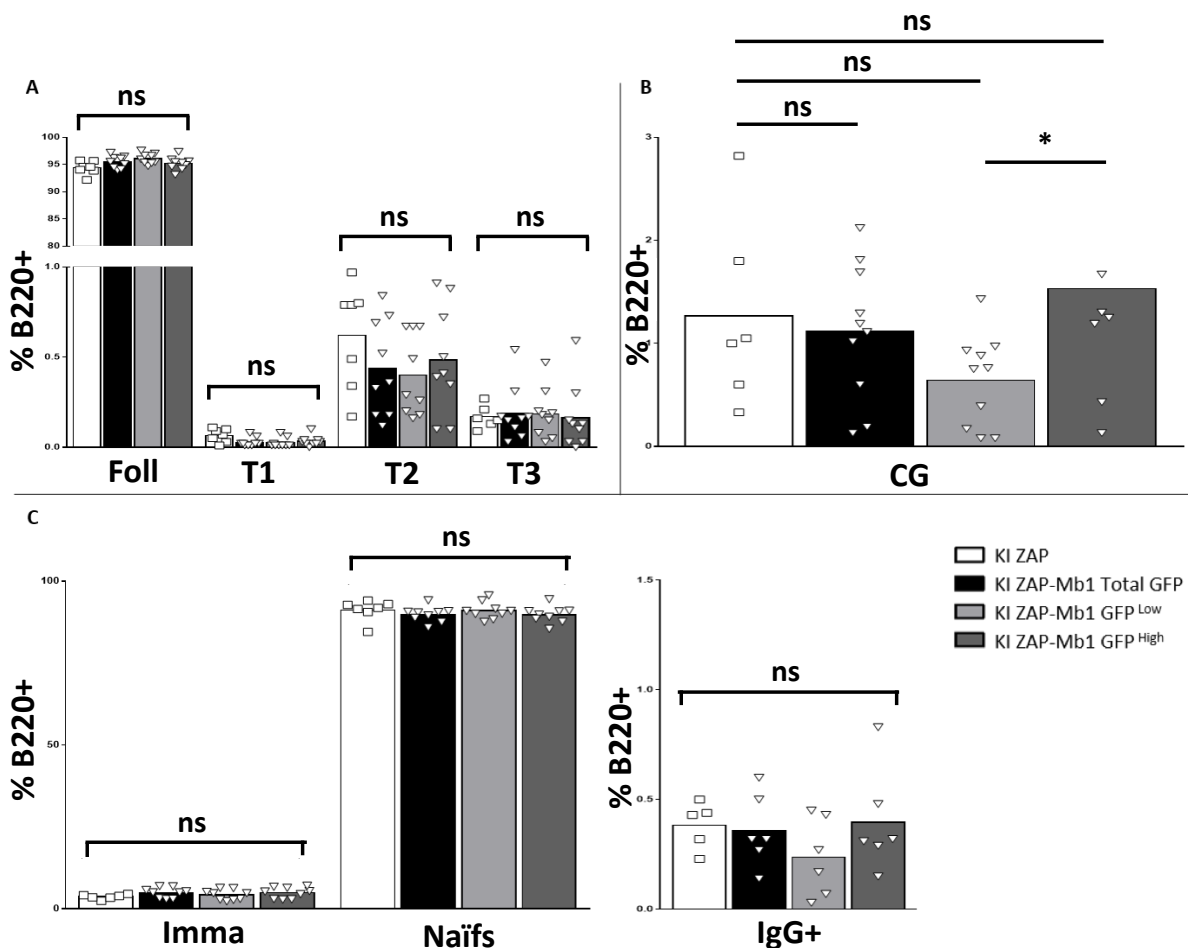 A
ns
100
95
90
85
80
1.0
0.5
0.0
% B220+
ns
ns
ns
Foll
T1
T2
T3
B
ns
ns
ns
*
3
2
1
0
% B220+
CG
C
ns
ns
100
50
0
% B220+
Imma
Naïfs
1.5
1.0
0.5
0.0
% B220+
ns
IgG+
KI ZAP
KI ZAP-Mb1 Total GFP
KI ZAP-Mb1 GFP Low
KI ZAP-Mb1 GFP High